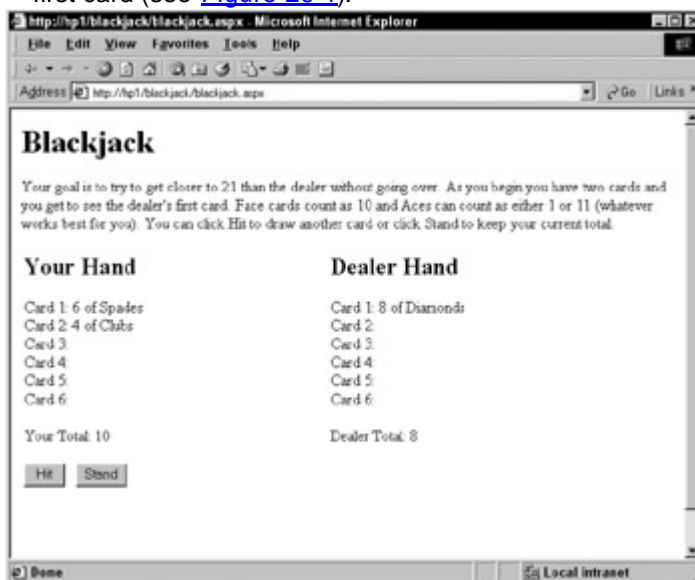 first card (see Figure 20-1).
http://hp1/blackjack/blackjack.aspx - Microsoft Internet Explorer
File Edit View Favorites Tools Help
Address http://hp1/blackjack/blackjack.aspx Go Links
Blackjack
Your goal is to try to get closer to 21 than the dealer without going over. As you begin you have two cards and
you get to see the dealer's first card. Face cards count as 10 and Aces can count as either 1 or 11 (whatever
works best for you). You can click Hit to draw another card or click Stand to keep your current total.
Your Hand
Card 1: 6 of Spades
Card 2: 4 of Clubs
Card 3:
Card 4:
Card 5:
Card 6:
Your Total: 10
Hit Stand
Dealer Hand
Card 1: 8 of Diamonds
Card 2:
Card 3:
Card 4:
Card 5:
Card 6:
Dealer Total: 8
Done
Local intranet